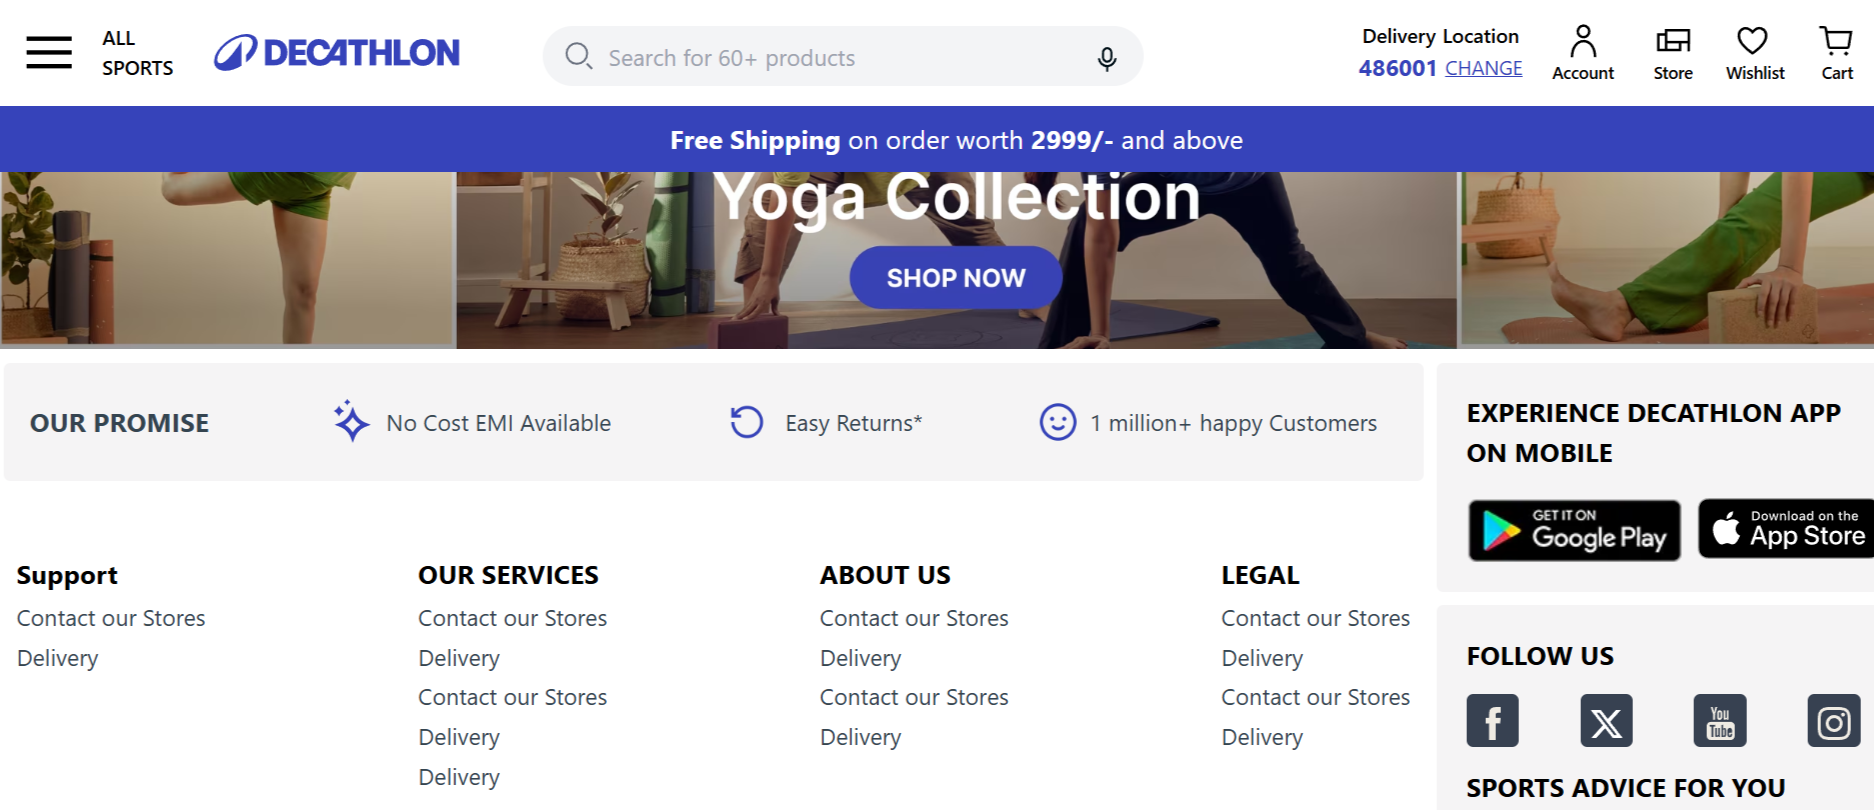 ALL
SPORTS
DECATHLON
Search for 60+ products
Delivery Location
486001 CHANGE
Account
Store
Wishlist
Cart
Free Shipping on order worth 2999/- and above
Yoga Collection
SHOP NOW
OUR PROMISE
No Cost EMI Available
Easy Returns*
1 million+ happy Customers
EXPERIENCE DECATHLON APP
ON MOBILE
GET IT ON
Google Play
Download on the
App Store
Support
Contact our Stores
Delivery
OUR SERVICES
Contact our Stores
Delivery
Contact our Stores
Delivery
Delivery
ABOUT US
Contact our Stores
Delivery
Contact our Stores
Delivery
LEGAL
Contact our Stores
Delivery
Contact our Stores
Delivery
FOLLOW US
You
Tube
SPORTS ADVICE FOR YOU